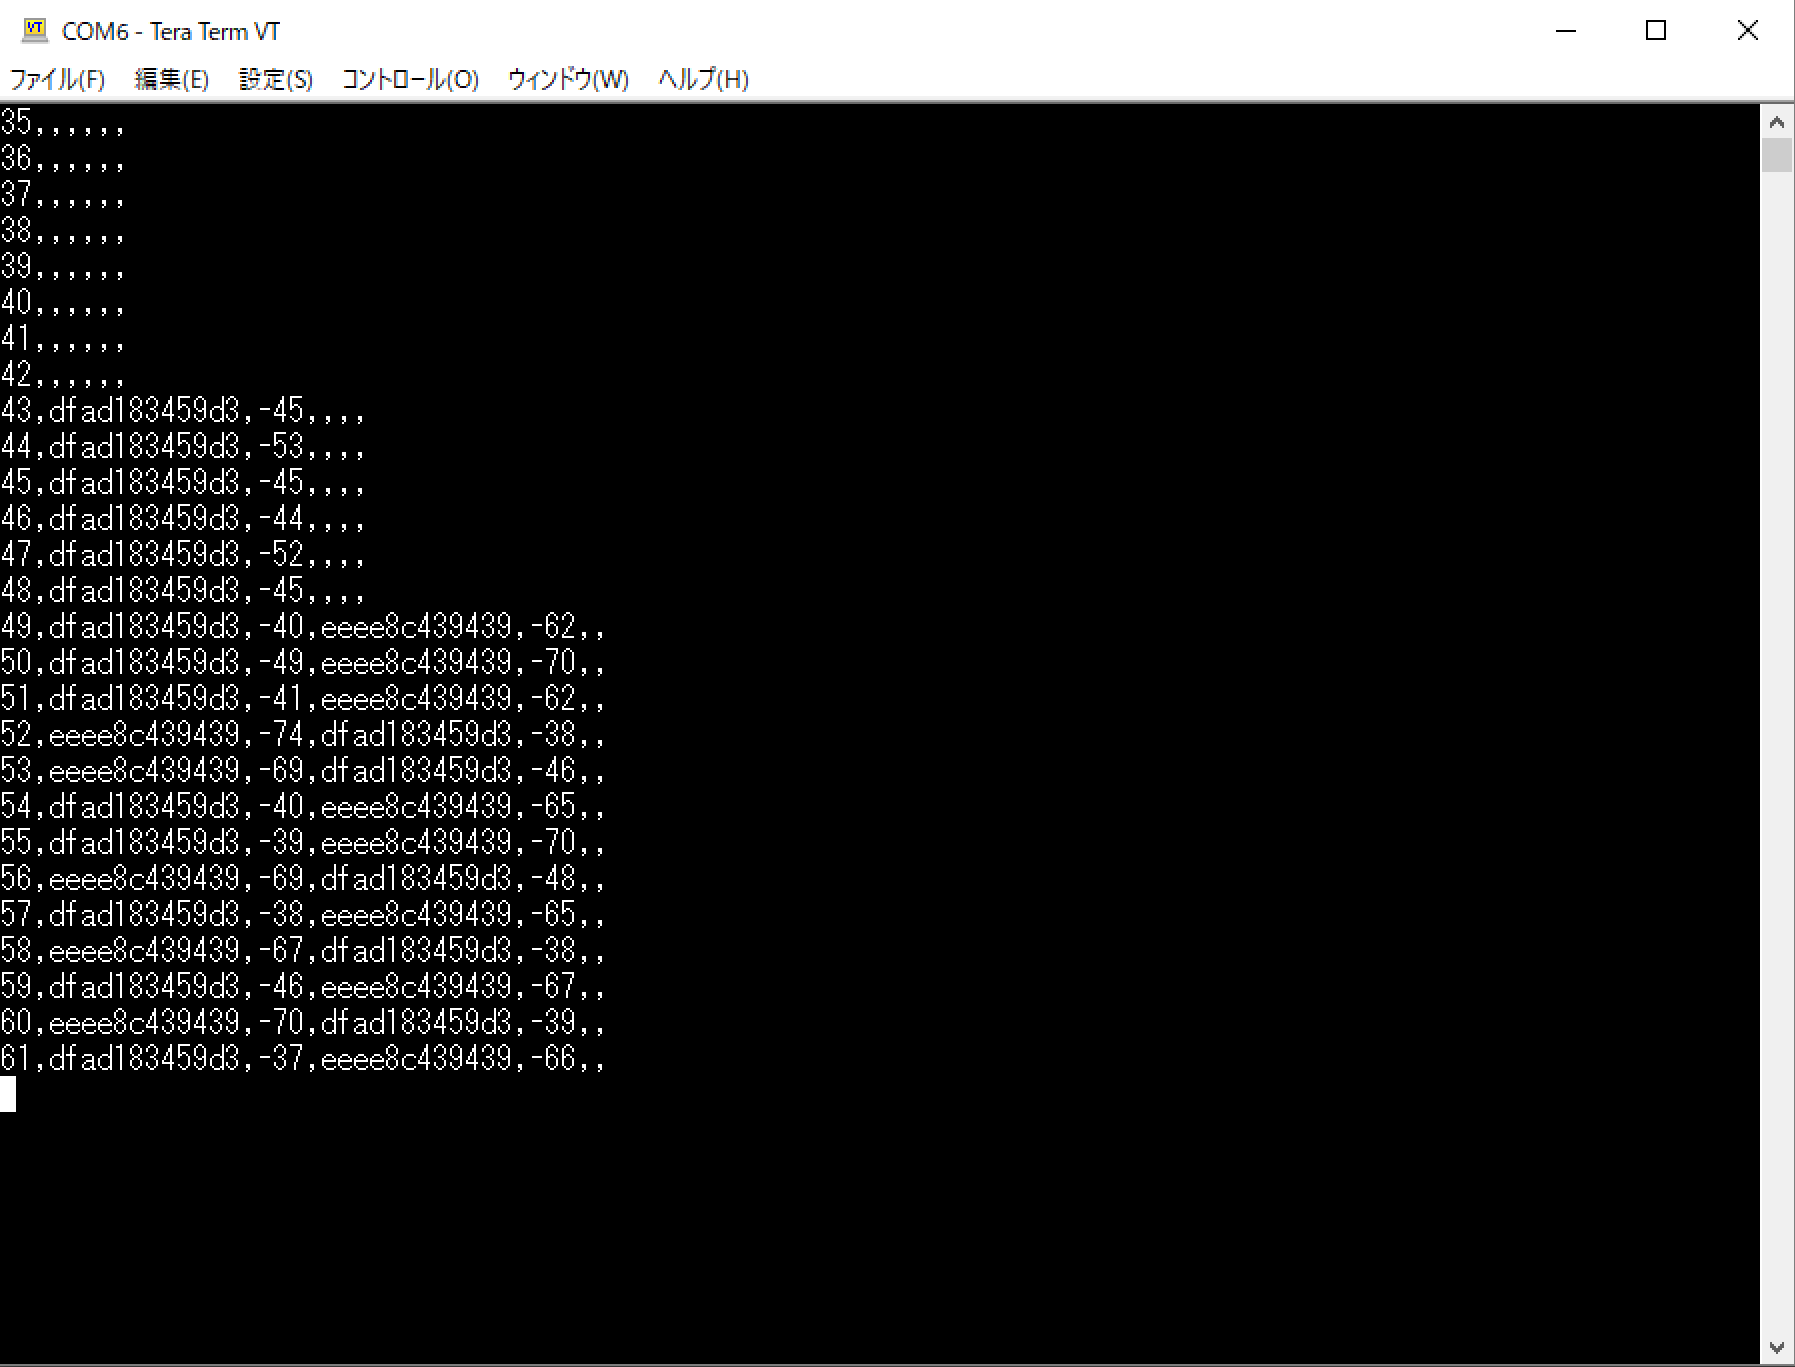 COM6 - Tera Term VT
ファイル(F) 編集(E) 設定(S) コントロール(O) ウィンドウ(W) ヘルプ(H)
35,,,,,,
36,,,,,,
37,,,,,,
38,,,,,,
39,,,,,,
40,,,,,,
41,,,,,,
42,,,,,,
43,dfad183459d3,-45,,,,
44,dfad183459d3,-53,,,,
45,dfad183459d3,-45,,,,
46,dfad183459d3,-44,,,,
47,dfad183459d3,-52,,,,
48,dfad183459d3,-45,,,,
49,dfad183459d3,-40,eeee8c439439,-62,,
50,dfad183459d3,-49,eeee8c439439,-70,,
51,dfad183459d3,-41,eeee8c439439,-62,,
52,eeee8c439439,-74,dfad183459d3,-38,,
53,eeee8c439439,-69,dfad183459d3,-46,,
54,dfad183459d3,-40,eeee8c439439,-65,,
55,dfad183459d3,-39,eeee8c439439,-70,,
56,eeee8c439439,-69,dfad183459d3,-48,,
57,dfad183459d3,-38,eeee8c439439,-65,,
58,eeee8c439439,-67,dfad183459d3,-38,,
59,dfad183459d3,-46,eeee8c439439,-67,,
60,eeee8c439439,-70,dfad183459d3,-39,,
61,dfad183459d3,-37,eeee8c439439,-66,,